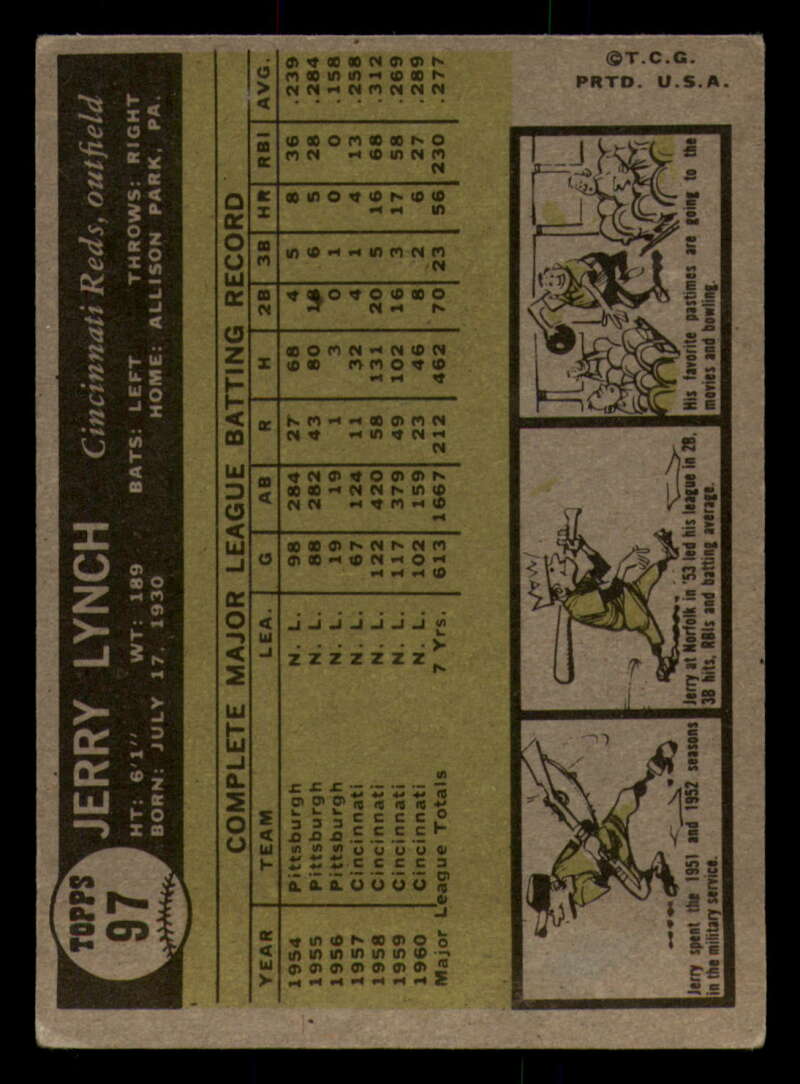 TOPPS
97
JERRY LYNCH Cincinnati Reds, outfield
HT: 6'1" WT: 189 BATS: LEFT THROWS: RIGHT
BORN: JULY 17, 1930 HOME: ALLISON PARK, PA.
COMPLETE MAJOR LEAGUE BATTING RECORD
YEAR TEAM LEA. G AB R H 2B 3B HR RBI AVG.
1954 Pittsburgh N. L. 98 284 27 68 4 5 8 36 .239
1955 Pittsburgh N. L. 88 282 43 80 18 6 5 28 .284
1956 Pittsburgh N. L. 19 19 1 3 0 1 0 0 .158
1957 Cincinnati N. L. 67 124 11 32 4 1 4 13 .258
1958 Cincinnati N. L. 122 420 58 131 20 5 16 68 .312
1959 Cincinnati N. L. 117 379 49 102 16 3 17 58 .269
1960 Cincinnati N. L. 102 159 23 46 8 2 6 27 .289
Major League Totals 7 Yrs. 613 1667 212 462 70 23 56 230 .277
Jerry spent the 1951 and 1952 seasons
in the military service.
Jerry at Norfolk in '53 led his league in 2B,
3B hits, RBIs and batting average.
His favorite pastimes are going to the
movies and bowling.
©T.C.G.
PRTD. U.S.A.